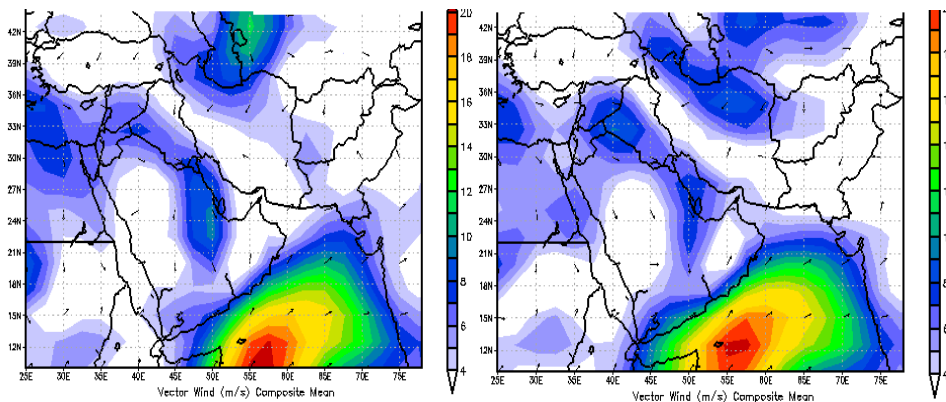 42N
39N
36N
33N
30N
27N
24N
21N
18N
15N
12N
25E 30E 35E 40E 45E 50E 55E 60E 65E 70E 75E
Vector Wind (m/s) Composite Mean
20
18
16
14
12
10
8
6
4
42N
39N
36N
33N
30N
27N
24N
21N
18N
15N
12N
25E 30E 35E 40E 45E 50E 55E 60E 65E 70E 75E
Vector Wind (m/s) Composite Mean